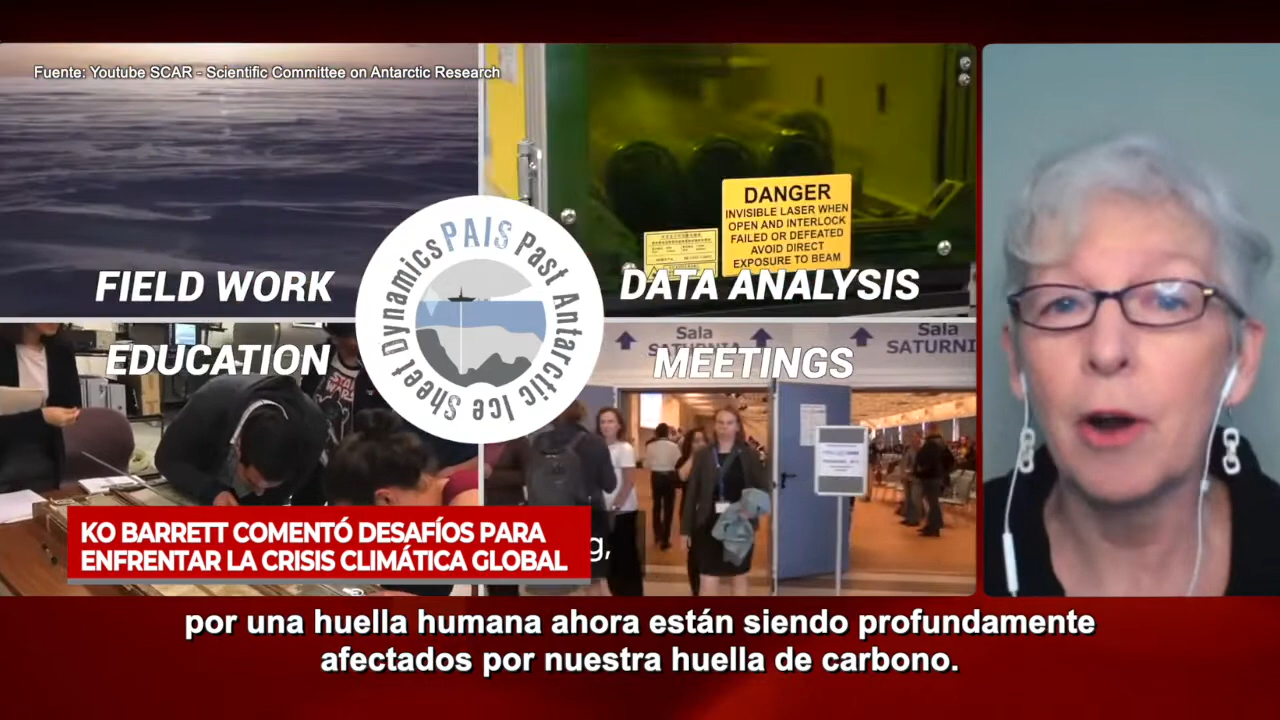 Fuente: Youtube SCAR - Scientific Committee on Antarctic Research
DANGER
INVISIBLE LASER WHEN
OPEN AND INTERLOCK
FAILED OR DEFEATED
AVOID DIRECT
EXPOSURE TO BEAM
FIELD WORK
DATA ANALYSIS
PAIS Past Antarctic Ice Sheet Dynamics
EDUCATION
MEETINGS
Sala
SATURNI
Sala
SATURNI
STAR
WARS
KO BARRETT COMENTÓ DESAFÍOS PARA
ENFRENTAR LA CRISIS CLIMÁTICA GLOBAL
g,
por una huella humana ahora están siendo profundamente
afectados por nuestra huella de carbono.